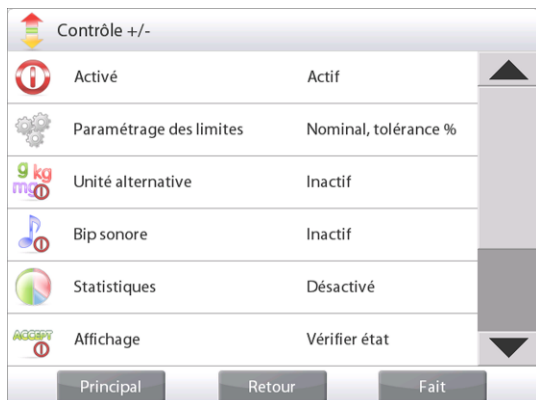 Contrôle +/-
Activé Actif
Paramétrage des limites Nominal, tolérance %
g kg
mg
Unité alternative Inactif
Bip sonore Inactif
Statistiques Désactivé
ACCEPT
Affichage Vérifier état
Principal Retour Fait